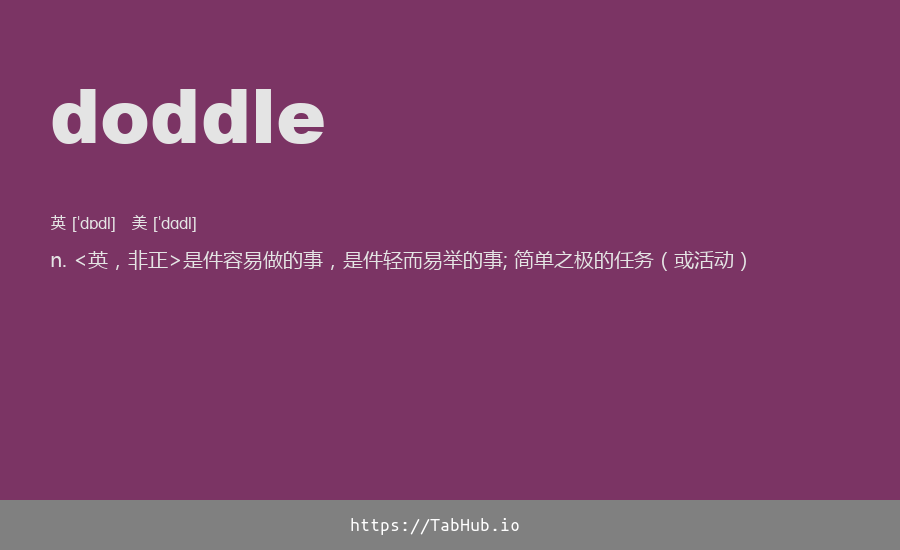 doddle
英 [ˈdɒdl] 美 [ˈdɑdl]
n. <英，非正>是件容易做的事，是件轻而易举的事; 简单之极的任务（或活动）
https://TabHub.io